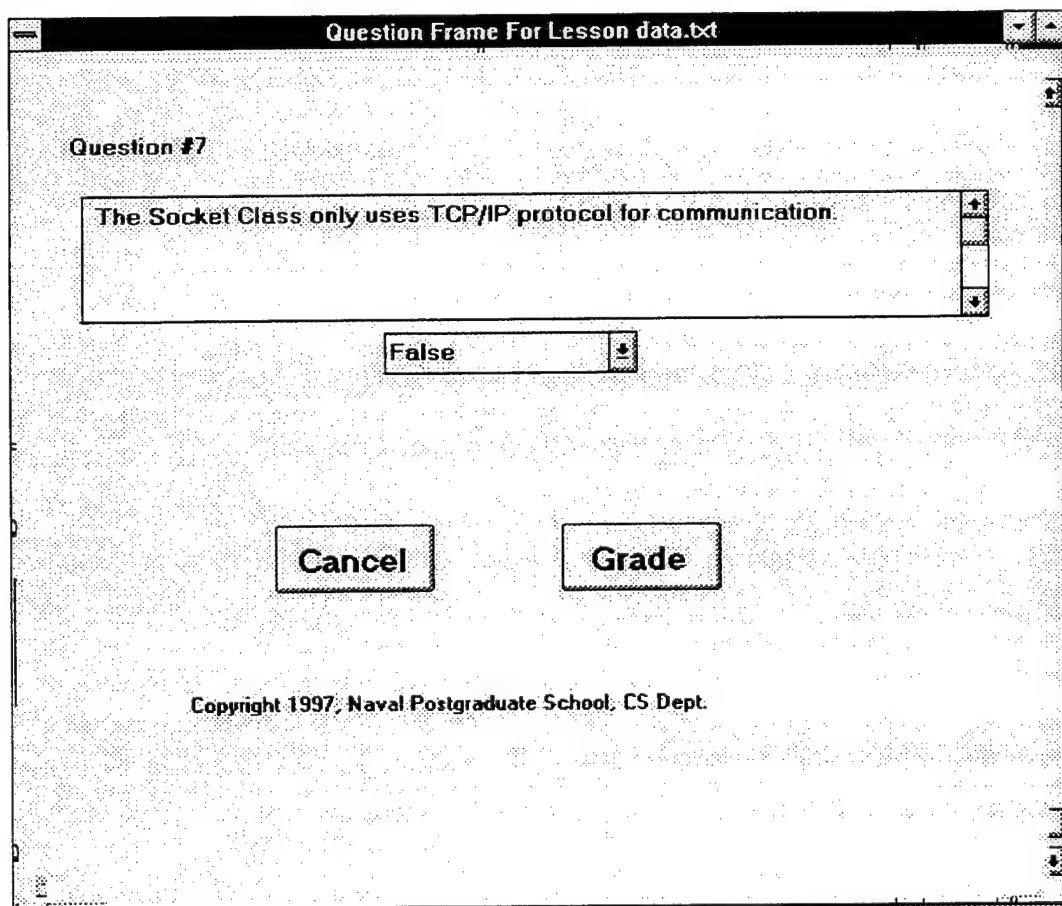 Question Frame For Lesson data.txt
Question #7
The Socket Class only uses TCP/IP protocol for communication.
False
Cancel
Grade
Copyright 1997, Naval Postgraduate School, CS Dept.